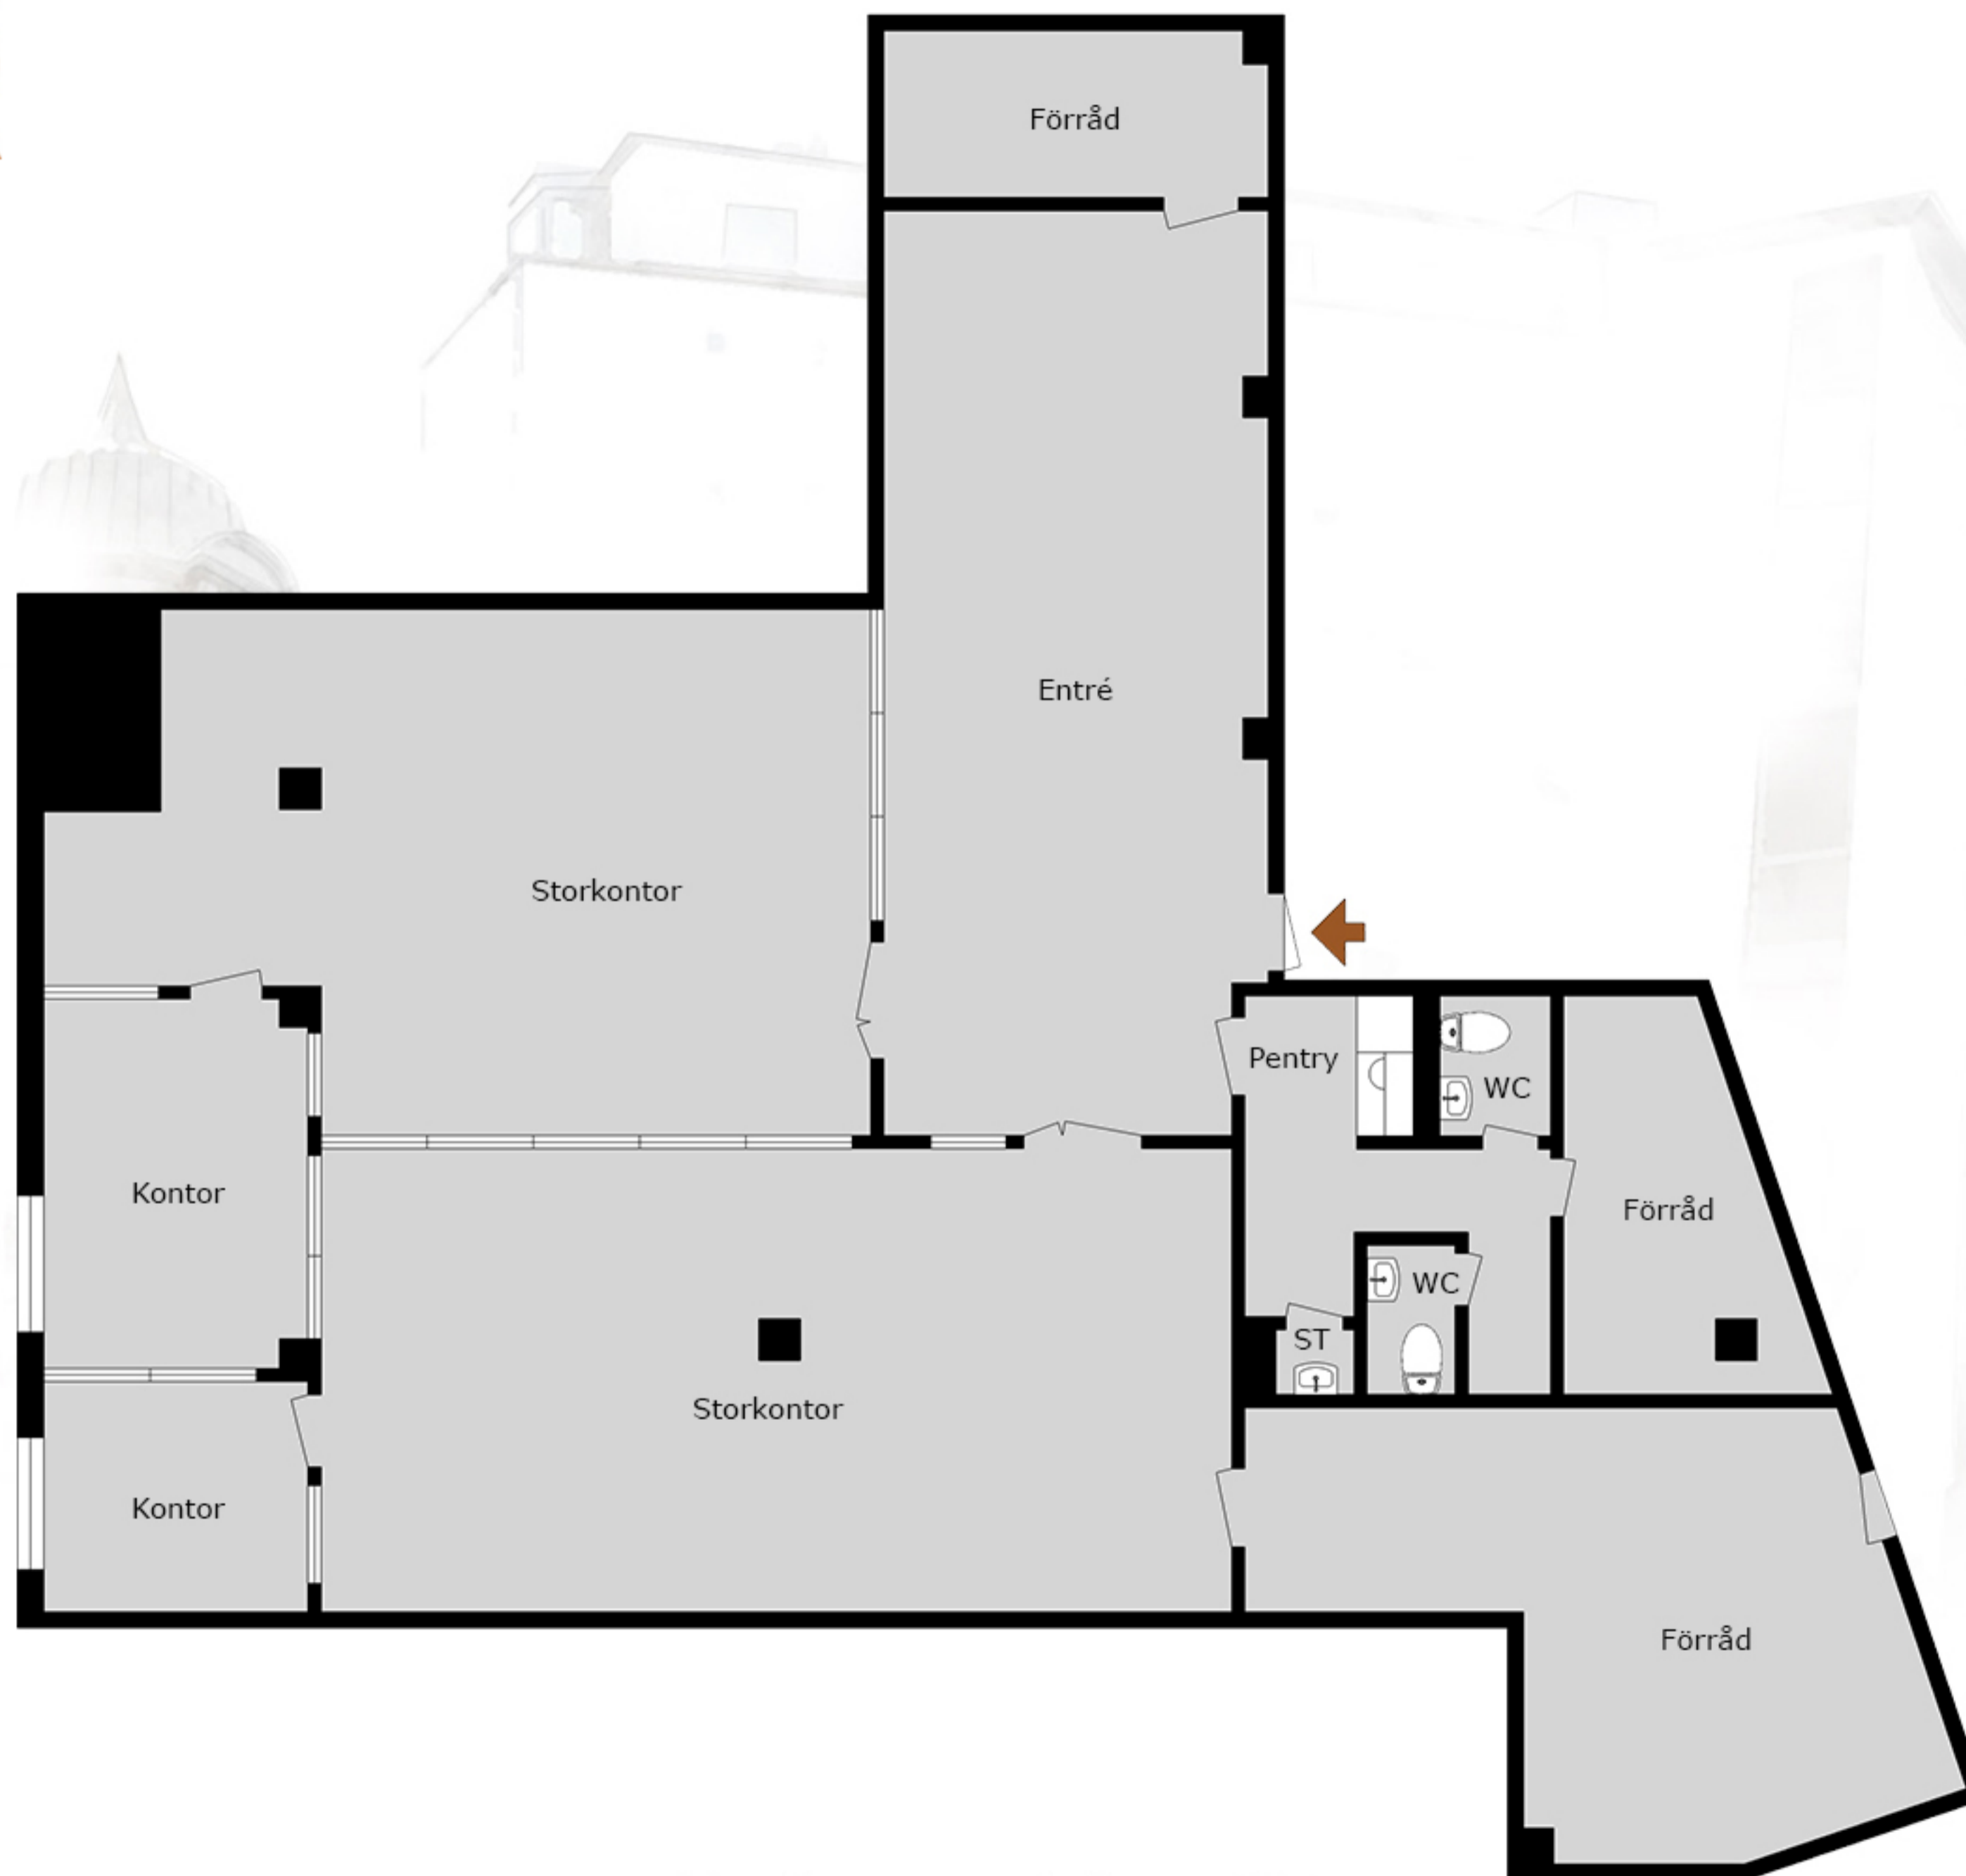 Förråd
Entré
Storkontor
Pentry
WC
Kontor
Förråd
WC
ST
Storkontor
Kontor
Förråd